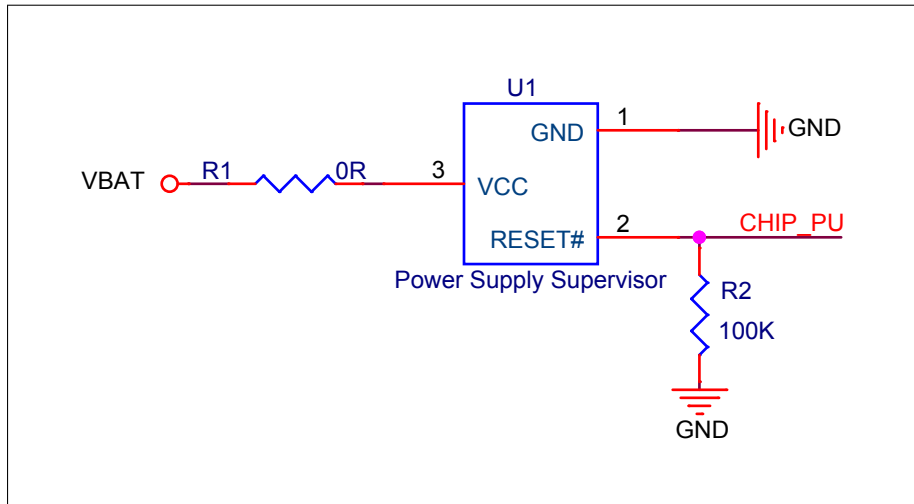 U1
GND
1
GND
VBAT
R1
0R
3
VCC
2
CHIP_PU
RESET#
Power Supply Supervisor
R2
100K
GND